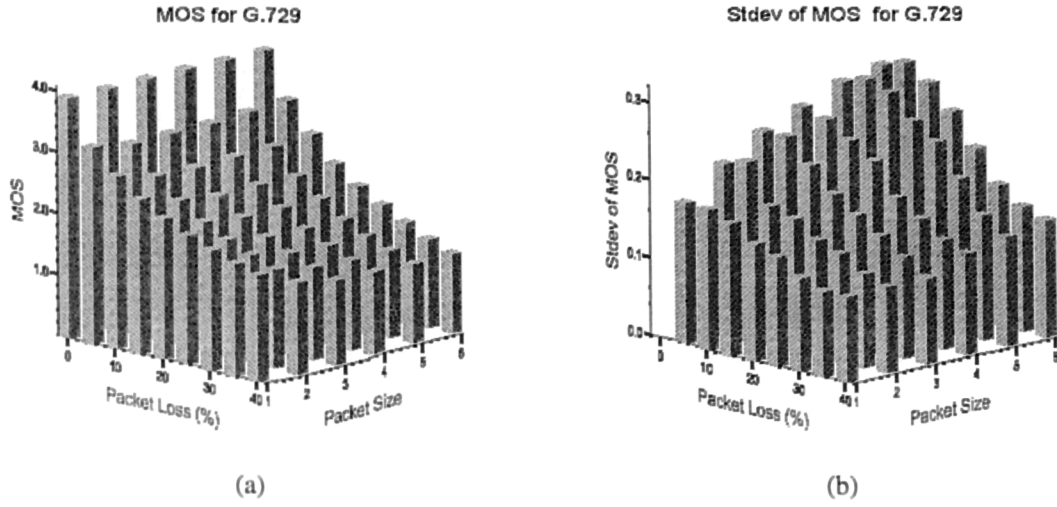 MOS for G.729
4.0
3.0
2.0
1.0
MOS
0
10
20
30
40
Packet Loss (%)
1
2
3
4
5
6
Packet Size
(a)
Stdev of MOS for G.729
0.3
0.2
0.1
0.0
Stdev of MOS
0
10
20
30
40
Packet Loss (%)
1
2
3
4
5
Packet Size
(b)